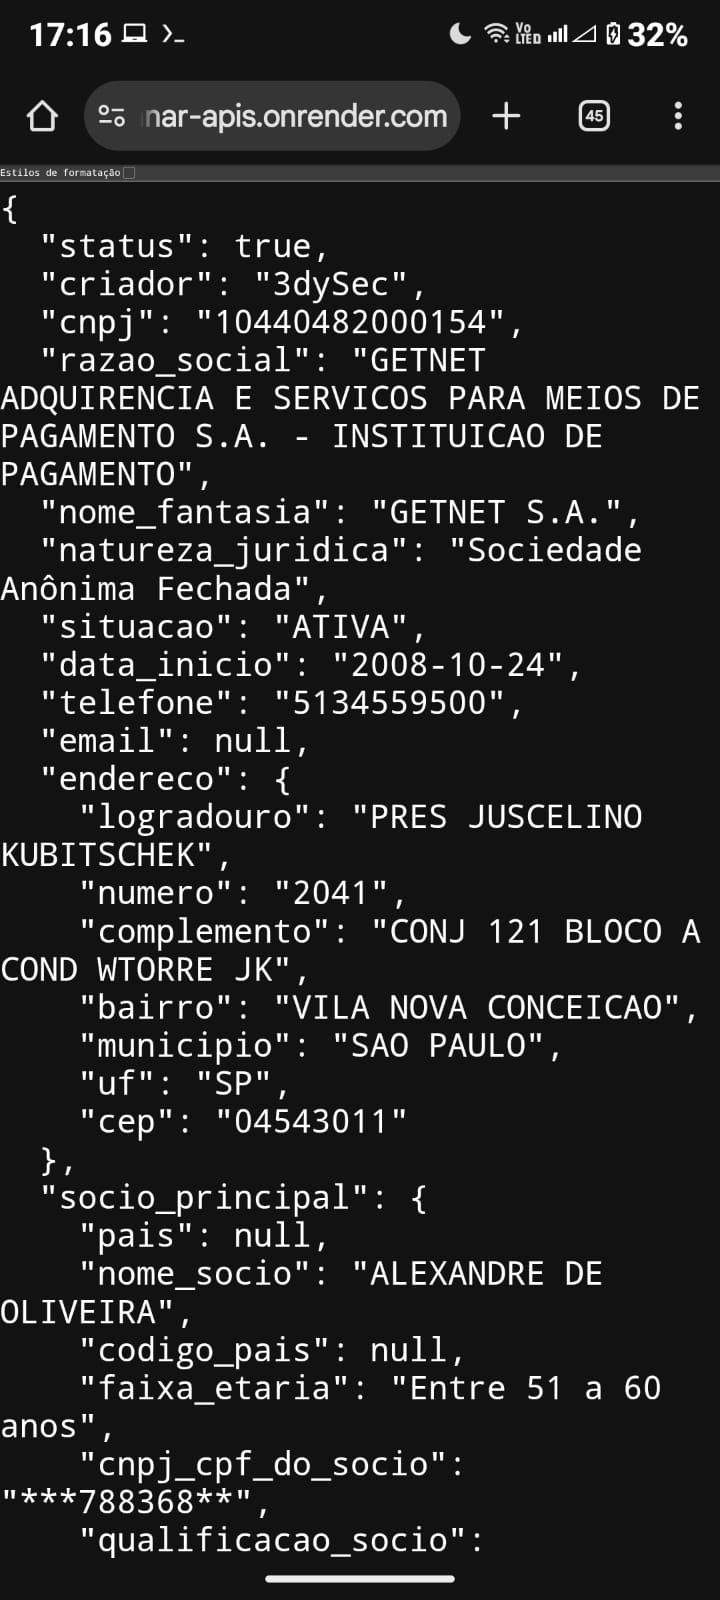 17:16
Vo
LTED
32%
nar-apis.onrender.com
45
Estilos de formatação
{
"status": true,
"criador": "3dySec",
"cnpj": "10440482000154",
"razao_social": "GETNET
ADQUIRENCIA E SERVICOS PARA MEIOS DE
PAGAMENTO S.A. - INSTITUICAO DE
PAGAMENTO",
"nome_fantasia": "GETNET S.A.",
"natureza_juridica": "Sociedade
Anônima Fechada",
"situacao": "ATIVA",
"data_inicio": "2008-10-24",
"telefone": "5134559500",
"email": null,
"endereco": {
"logradouro": "PRES JUSCELINO
KUBITSCHEK",
"numero": "2041",
"complemento": "CONJ 121 BLOCO A
COND WTORRE JK",
"bairro": "VILA NOVA CONCEICAO",
"municipio": "SAO PAULO",
"uf": "SP",
"cep": "04543011"
},
"socio_principal": {
"pais": null,
"nome_socio": "ALEXANDRE DE
OLIVEIRA",
"codigo_pais": null,
"faixa_etaria": "Entre 51 a 60
anos",
"cnpj_cpf_do_socio":
"***788368**",
"qualificacao_socio":